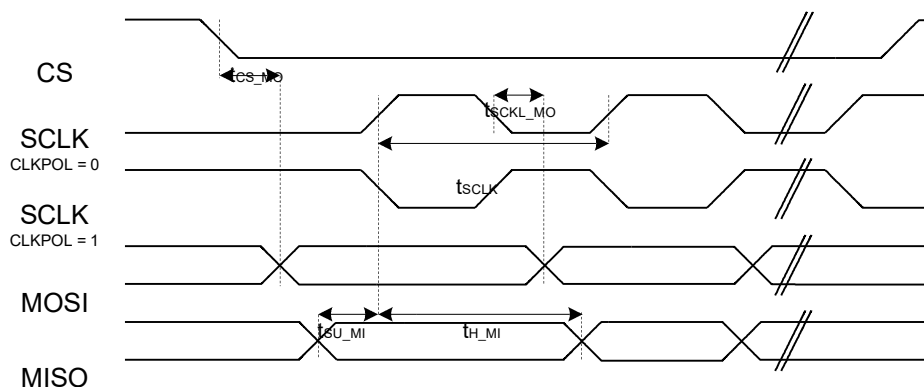 CS
tCS_MO
tSCKL_MO
SCLK
CLKPOL = 0
tSCLK
SCLK
CLKPOL = 1
MOSI
tSU_MI
tH_MI
MISO